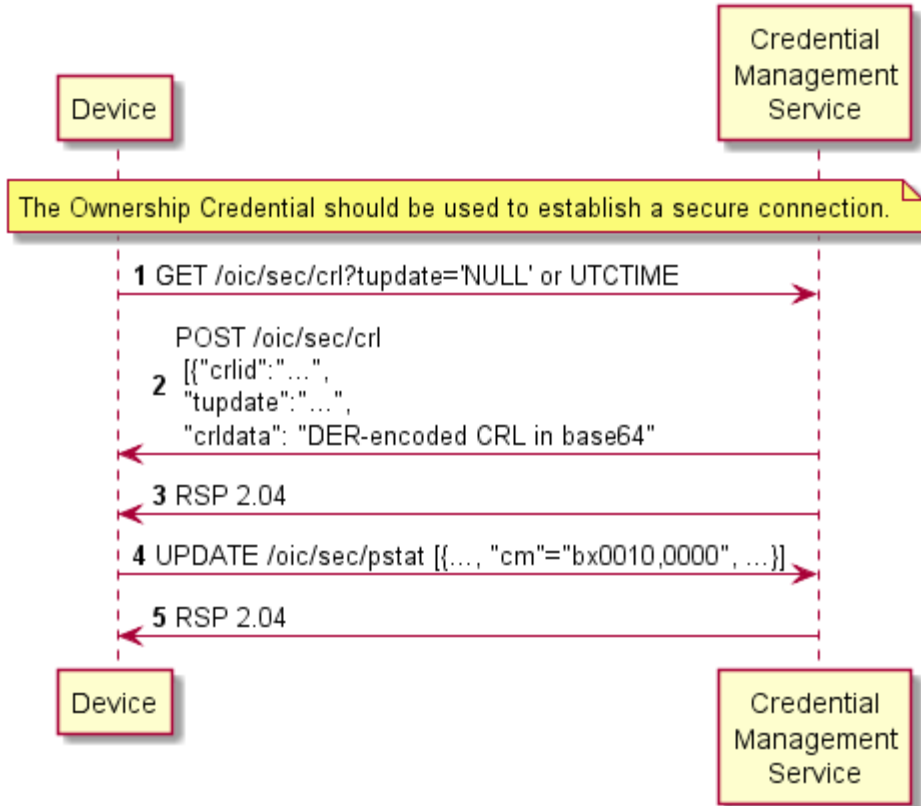 Device
Credential
Management
Service
The Ownership Credential should be used to establish a secure connection.
1 GET /oic/sec/crl?tupdate='NULL' or UTCTIME
POST /oic/sec/crl
[{"crlid":"...",
2
"tupdate":"...",
"crldata": "DER-encoded CRL in base64"
3 RSP 2.04
4 UPDATE /oic/sec/pstat [{..., "cm"="bx0010,0000", ...}]
5 RSP 2.04
Device
Credential
Management
Service